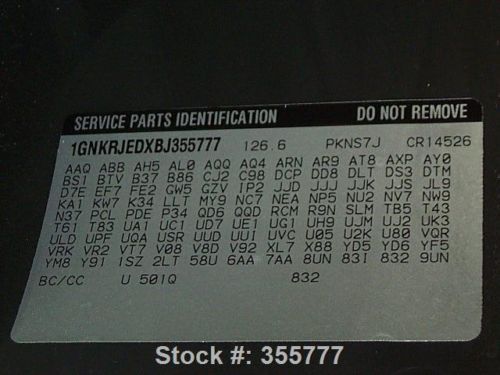 SERVICE PARTS IDENTIFICATION DO NOT REMOVE
1GNKRJEDXBJ355777 126.6 PKNS7J CR14526
AAQ ABB AH5 AL0 AQQ AQ4 ARN AR9 AT8 AXP AY0
BS1 BTV B37 B86 CJ2 C98 DCP DD8 DLT DS3 DTM
D7E EF7 FE2 GW5 GZV IP2 JJD JJJ JJK JJS JL9
KA1 KW7 K34 LLT MY9 NC7 NEA NP5 NU2 NV7 NW9
N37 PCL PDE P34 QD6 QQD RCM R9N SLM TB5 T43
T61 T83 UA1 UC1 UD7 UE1 UG1 UH9 UJ2 UK3
ULD UPF UQA USR UUD UU1 UVC U05 U2K U80 VQR
VRK VR2 VT7 V08 V8D V92 XL7 X88 YD5 YD6 YF5
YM8 Y91 1SZ 2LT 58U 6AA 7AA 8UN 83I 832 9UN
BC/CC U 501Q 832
Stock #: 355777